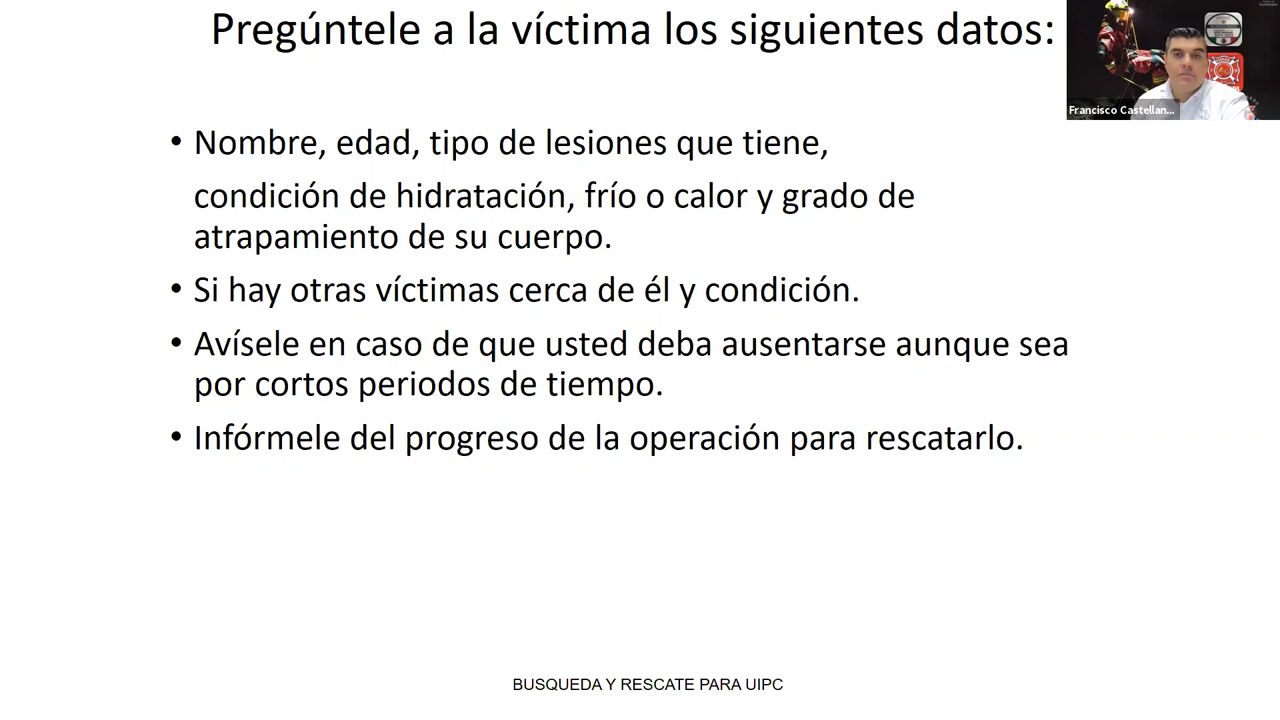 Pregúntele a la víctima los siguientes datos:
• Nombre, edad, tipo de lesiones que tiene,
condición de hidratación, frío o calor y grado de
atrapamiento de su cuerpo.
• Si hay otras víctimas cerca de él y condición.
• Avísele en caso de que usted deba ausentarse aunque sea
por cortos periodos de tiempo.
• Infórmele del progreso de la operación para rescatarlo.
Francisco Castellan...
BUSQUEDA Y RESCATE PARA UIPC